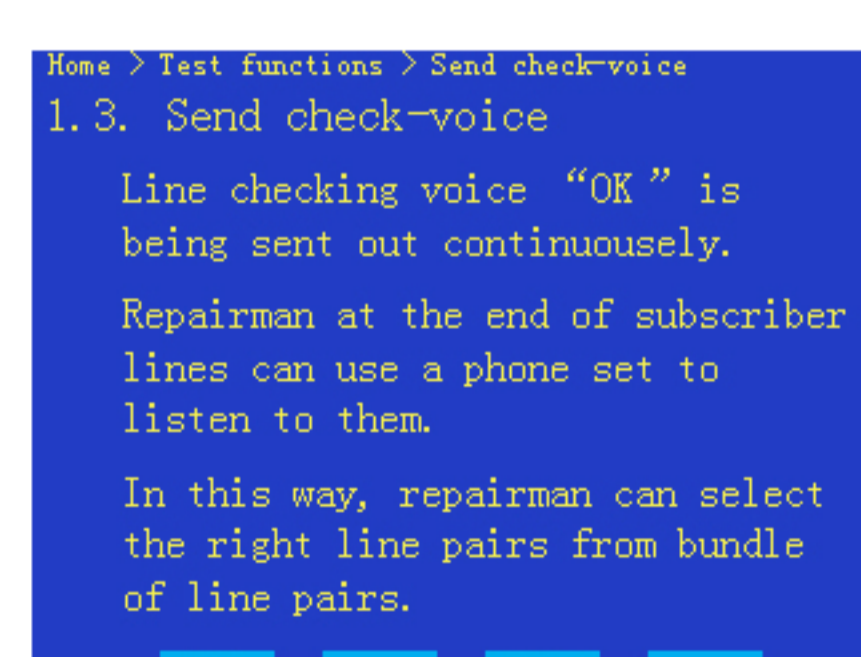 Home > Test functions > Send check-voice
1.3. Send check-voice
Line checking voice “OK” is
being sent out continuousely.
Repairman at the end of subscriber
lines can use a phone set to
listen to them.
In this way, repairman can select
the right line pairs from bundle
of line pairs.